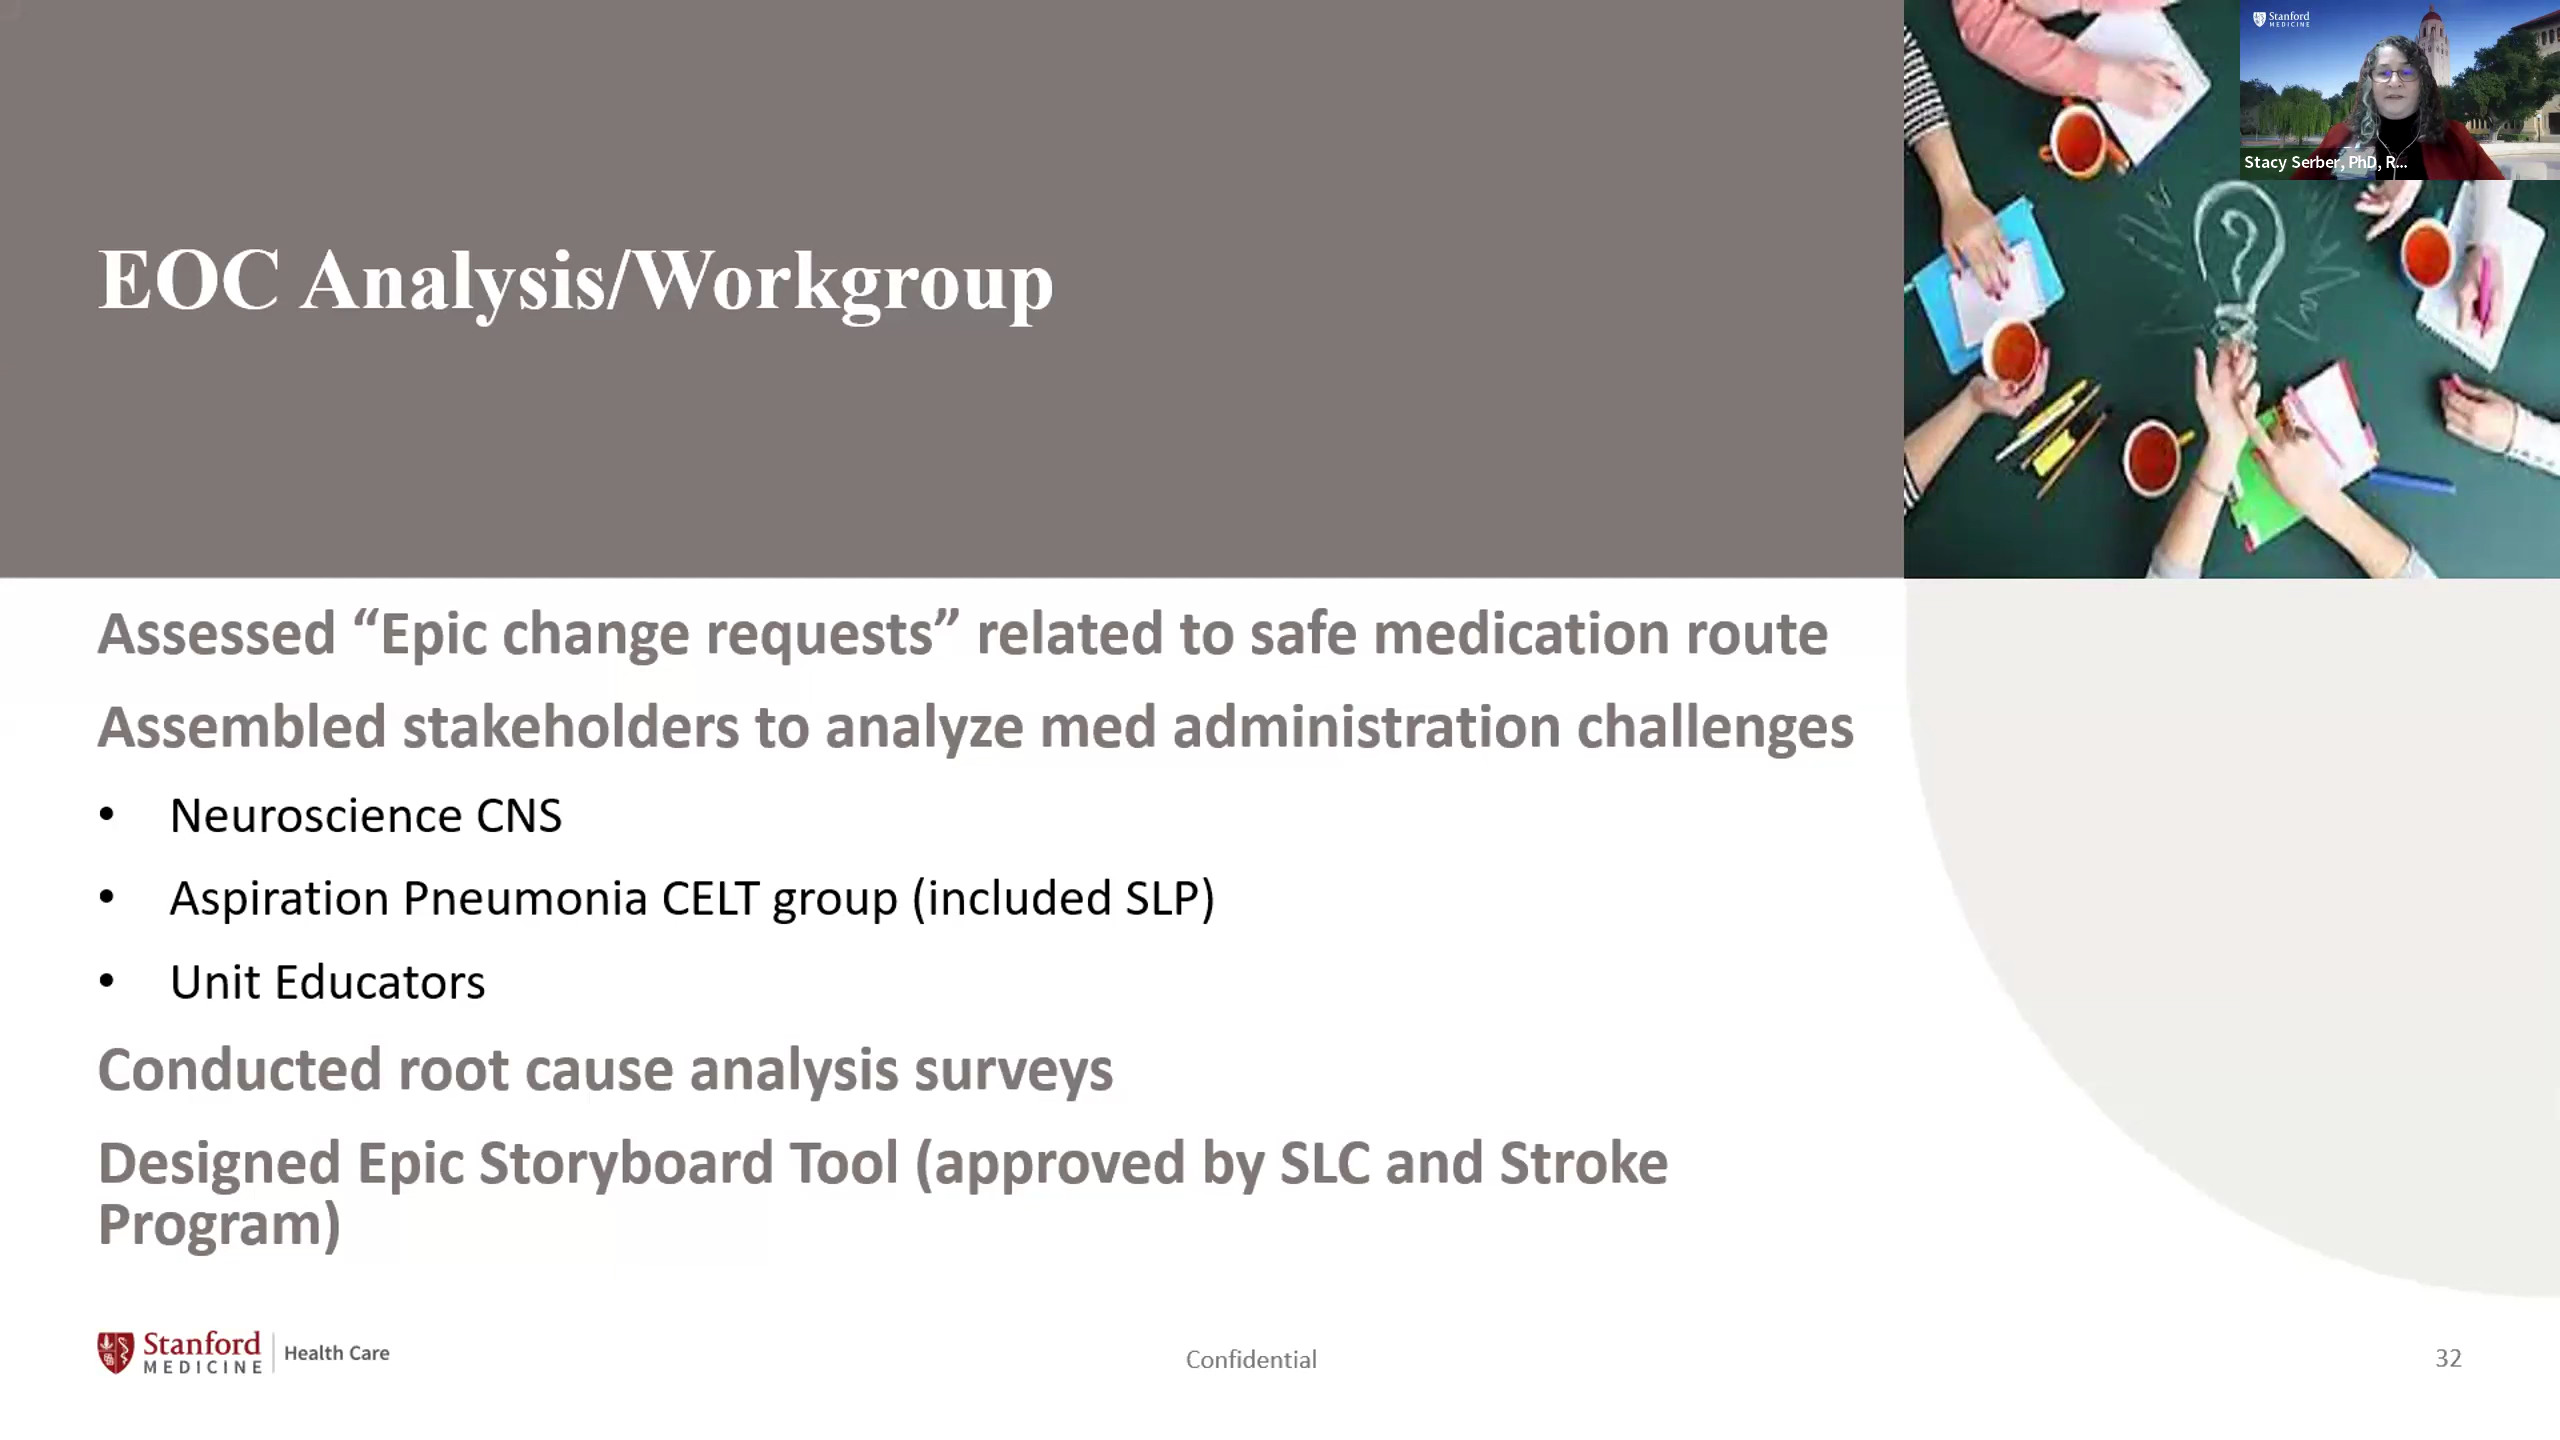 Stanford
MEDICINE
Stacy Serber, PhD, R...
EOC Analysis/Workgroup
Assessed “Epic change requests” related to safe medication route
Assembled stakeholders to analyze med administration challenges
• Neuroscience CNS
• Aspiration Pneumonia CELT group (included SLP)
• Unit Educators
Conducted root cause analysis surveys
Designed Epic Storyboard Tool (approved by SLC and Stroke
Program)
Stanford
MEDICINE
Health Care
Confidential
32